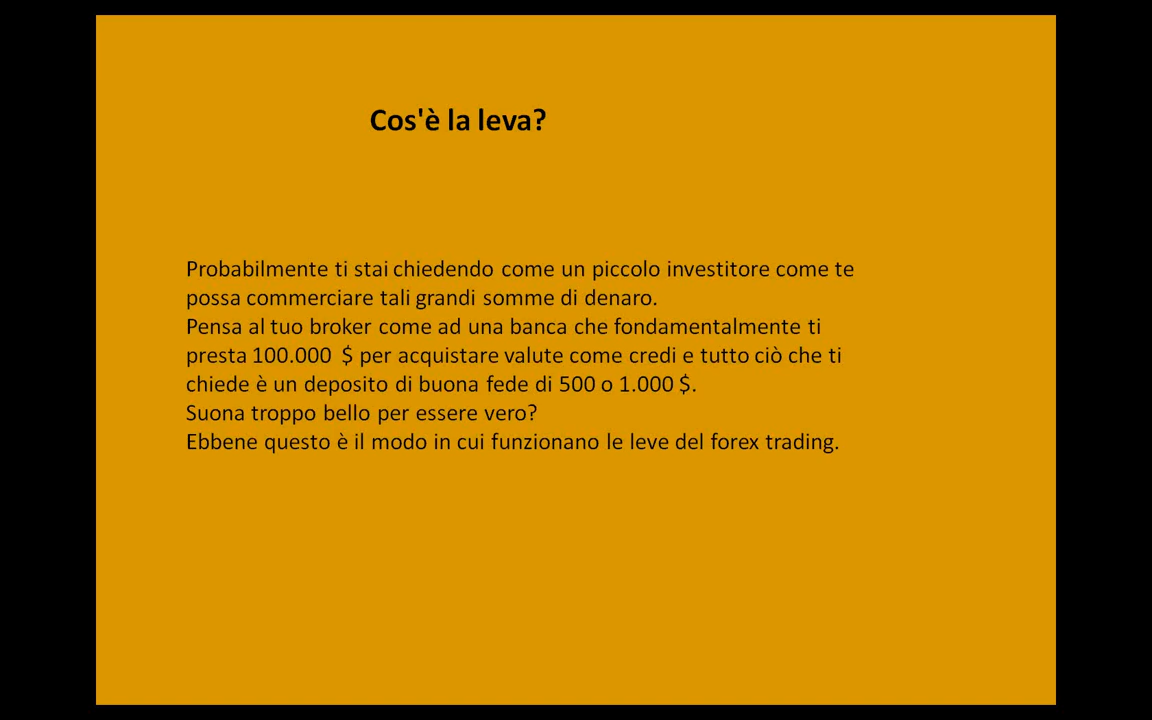 Cos'è la leva?
Probabilmente ti stai chiedendo come un piccolo investitore come te
possa commerciare tali grandi somme di denaro.
Pensa al tuo broker come ad una banca che fondamentalmente ti
presta 100.000 $ per acquistare valute come credi e tutto ciò che ti
chiede è un deposito di buona fede di 500 o 1.000 $.
Suona troppo bello per essere vero?
Ebbene questo è il modo in cui funzionano le leve del forex trading.